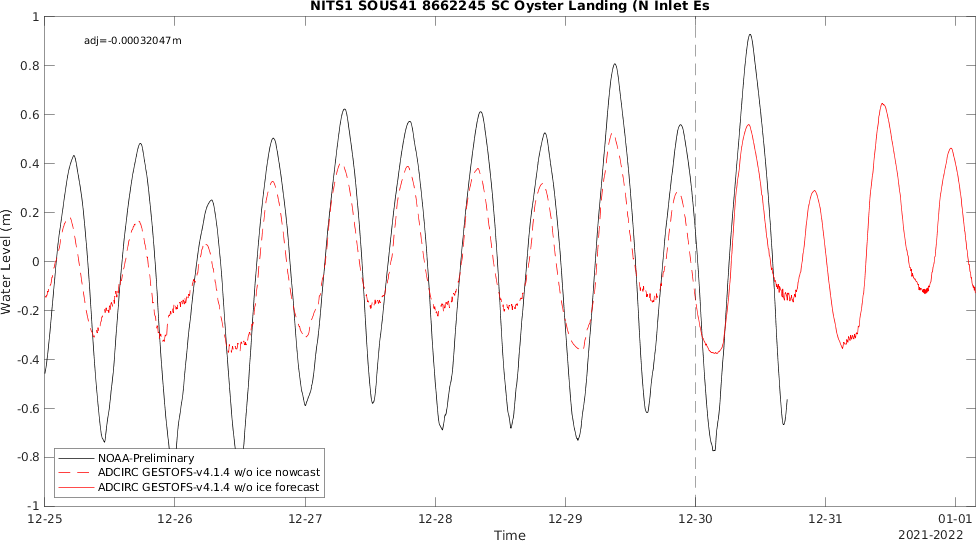 NITS1 SOUS41 8662245 SC Oyster Landing (N Inlet Es
adj=-0.00032047m
1
0.8
0.6
0.4
0.2
0
-0.2
-0.4
-0.6
-0.8
-1
Water Level (m)
NOAA-Preliminary
ADCIRC GESTOFS-v4.1.4 w/o ice nowcast
ADCIRC GESTOFS-v4.1.4 w/o ice forecast
12-25 12-26 12-27 12-28 12-29 12-30 12-31 01-01
Time
2021-2022